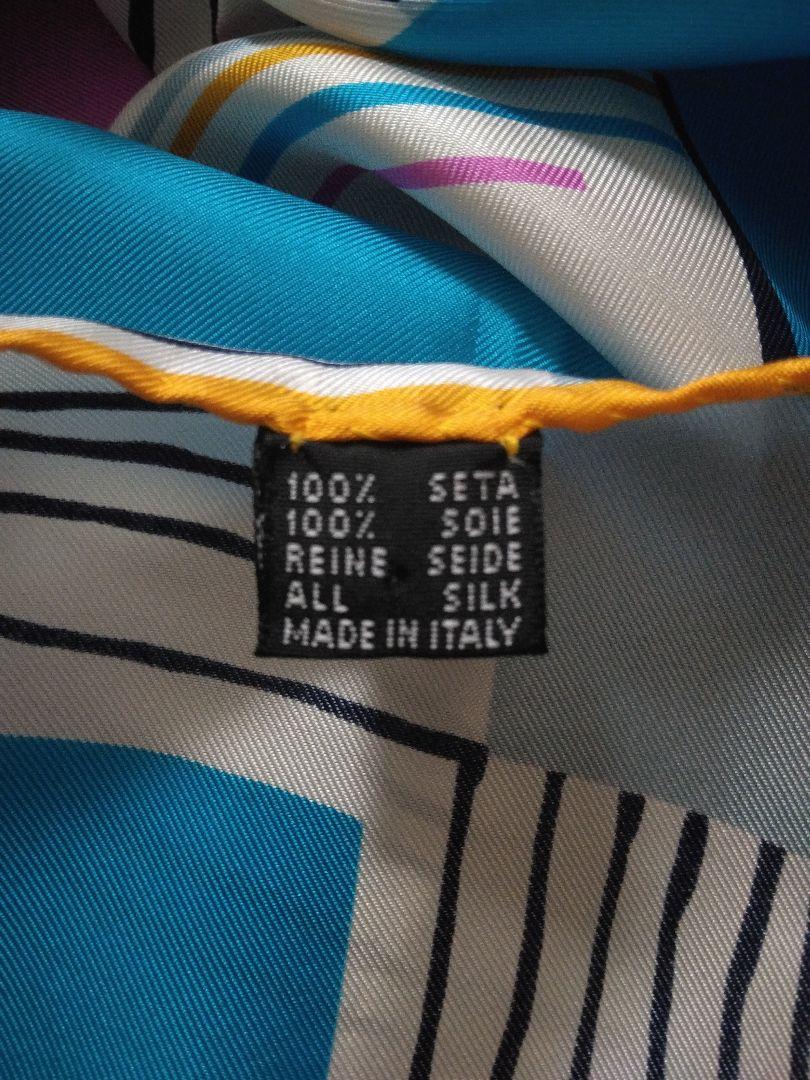 100% SETA
100% SOIE
REINE SEIDE
ALL SILK
MADE IN ITALY